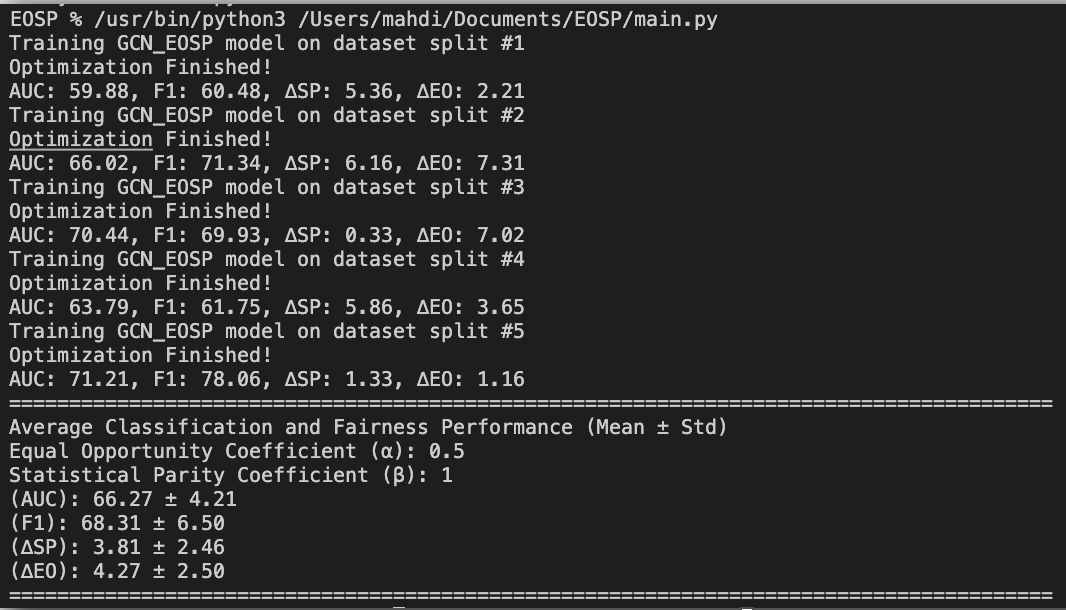 EOSP % /usr/bin/python3 /Users/mahdi/Documents/EOSP/main.py
Training GCN_EOSP model on dataset split #1
Optimization Finished!
AUC: 59.88, F1: 60.48, ΔSP: 5.36, ΔEO: 2.21
Training GCN_EOSP model on dataset split #2
Optimization Finished!
AUC: 66.02, F1: 71.34, ΔSP: 6.16, ΔEO: 7.31
Training GCN_EOSP model on dataset split #3
Optimization Finished!
AUC: 70.44, F1: 69.93, ΔSP: 0.33, ΔEO: 7.02
Training GCN_EOSP model on dataset split #4
Optimization Finished!
AUC: 63.79, F1: 61.75, ΔSP: 5.86, ΔEO: 3.65
Training GCN_EOSP model on dataset split #5
Optimization Finished!
AUC: 71.21, F1: 78.06, ΔSP: 1.33, ΔEO: 1.16
=======================================================================================
Average Classification and Fairness Performance (Mean ± Std)
Equal Opportunity Coefficient (α): 0.5
Statistical Parity Coefficient (β): 1
(AUC): 66.27 ± 4.21
(F1): 68.31 ± 6.50
(ΔSP): 3.81 ± 2.46
(ΔEO): 4.27 ± 2.50
=======================================================================================